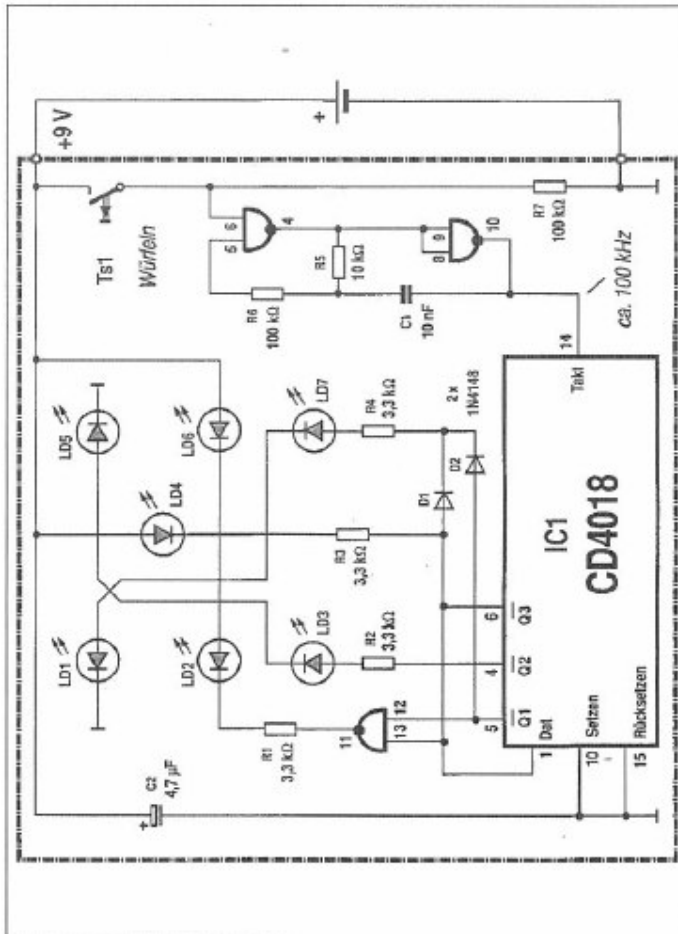 +9 V
+
Ts1
Würfeln
6
5
4
R5
10 kΩ
R6
100 kΩ
9
8
10
C1
10 nF
R7
100 kΩ
ca. 100 kHz
LD5
LD6
LD4
LD7
R4
3,3 kΩ
2 x
1N4148
D1
D2
R3
3,3 kΩ
LD1
LD2
LD3
R2
3,3 kΩ
R1
3,3 kΩ
11
12
13
+
C2
4,7 µF
14
Takt
IC1
CD4018
6
Q3
4
Q2
5
Q1
1
Dat.
Setzen
10
15
Rücksetzen